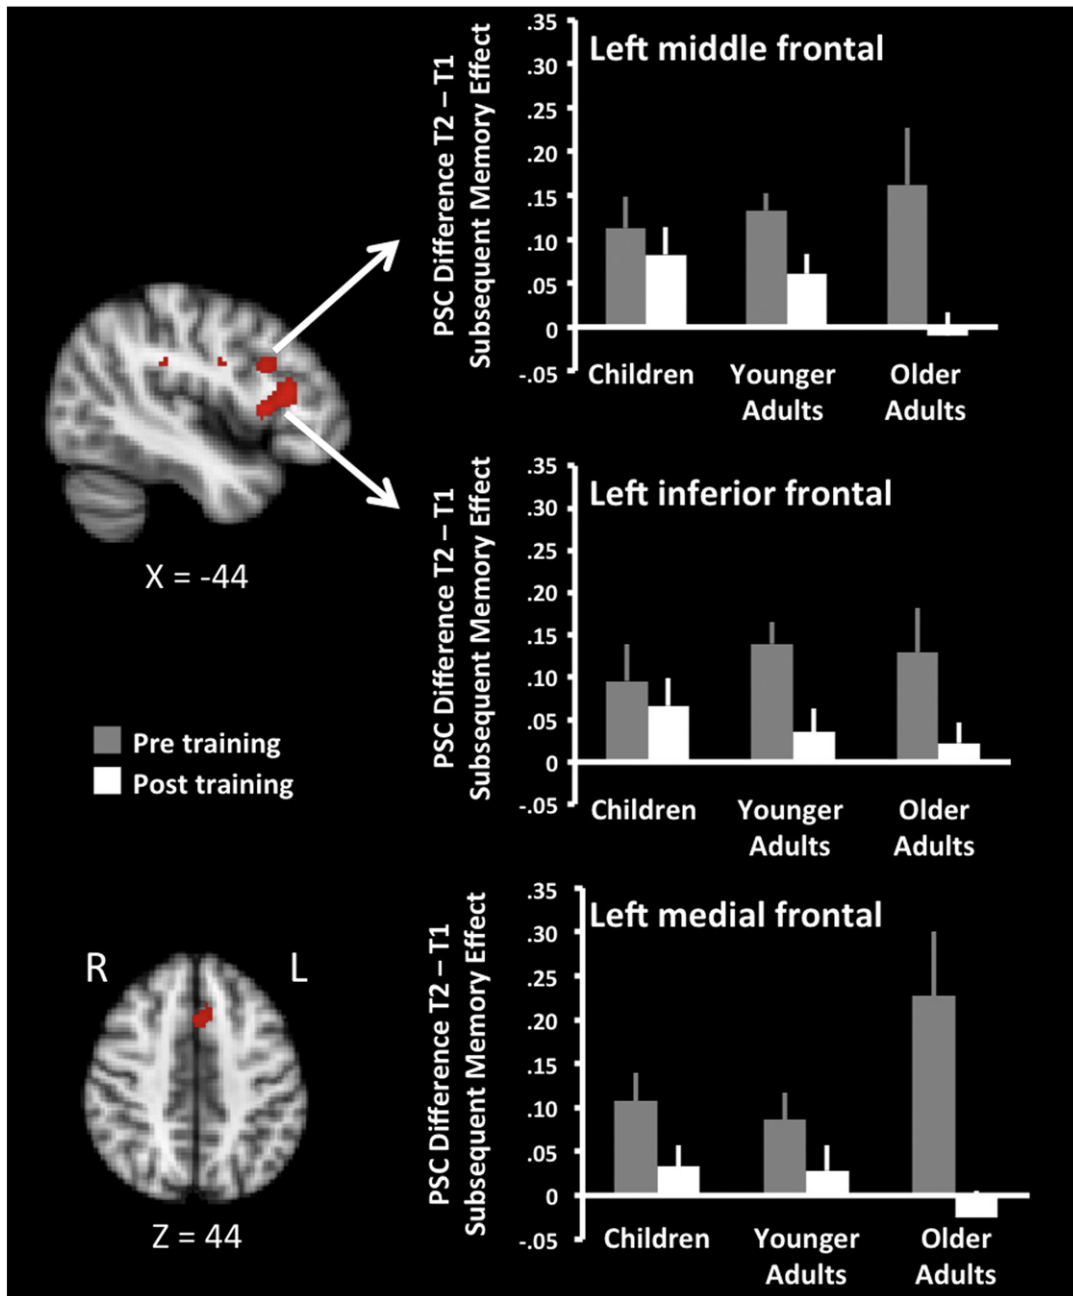 PSC Difference T2 – T1
Subsequent Memory Effect
Left middle frontal
.35
.30
.25
.20
.15
.10
.05
0
-.05
Children
Younger
Adults
Older
Adults
X = -44
PSC Difference T2 – T1
Subsequent Memory Effect
Left inferior frontal
.35
.30
.25
.20
.15
.10
.05
0
-.05
Children
Younger
Adults
Older
Adults
Pre training
Post training
R
L
Z = 44
PSC Difference T2 – T1
Subsequent Memory Effect
Left medial frontal
.35
.30
.25
.20
.15
.10
.05
0
-.05
Children
Younger
Adults
Older
Adults